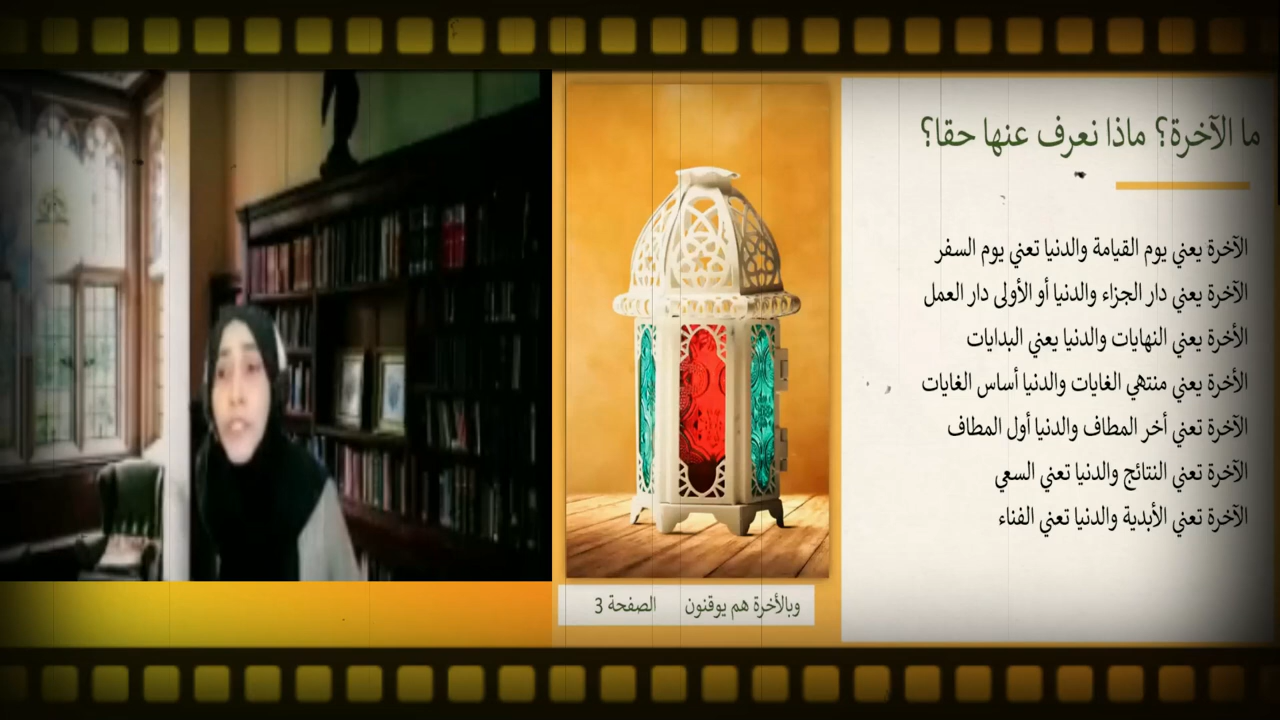 ما الآخرة؟ ماذا نعرف عنها حقا؟
الآخرة يعني يوم القيامة والدنيا تعني يوم السفر
الآخرة يعني دار الجزاء والدنيا أو الأولى دار العمل
الأخرة يعني النهايات والدنيا يعني البدايات
الأخرة يعني منتهي الغايات والدنيا أساس الغايات
الآخرة تعني أخر المطاف والدنيا أول المطاف
الآخرة تعني النتائج والدنيا تعني السعي
الآخرة تعني الأبدية والدنيا تعني الفناء
وبالأخرة هم يوقنون الصفحة 3